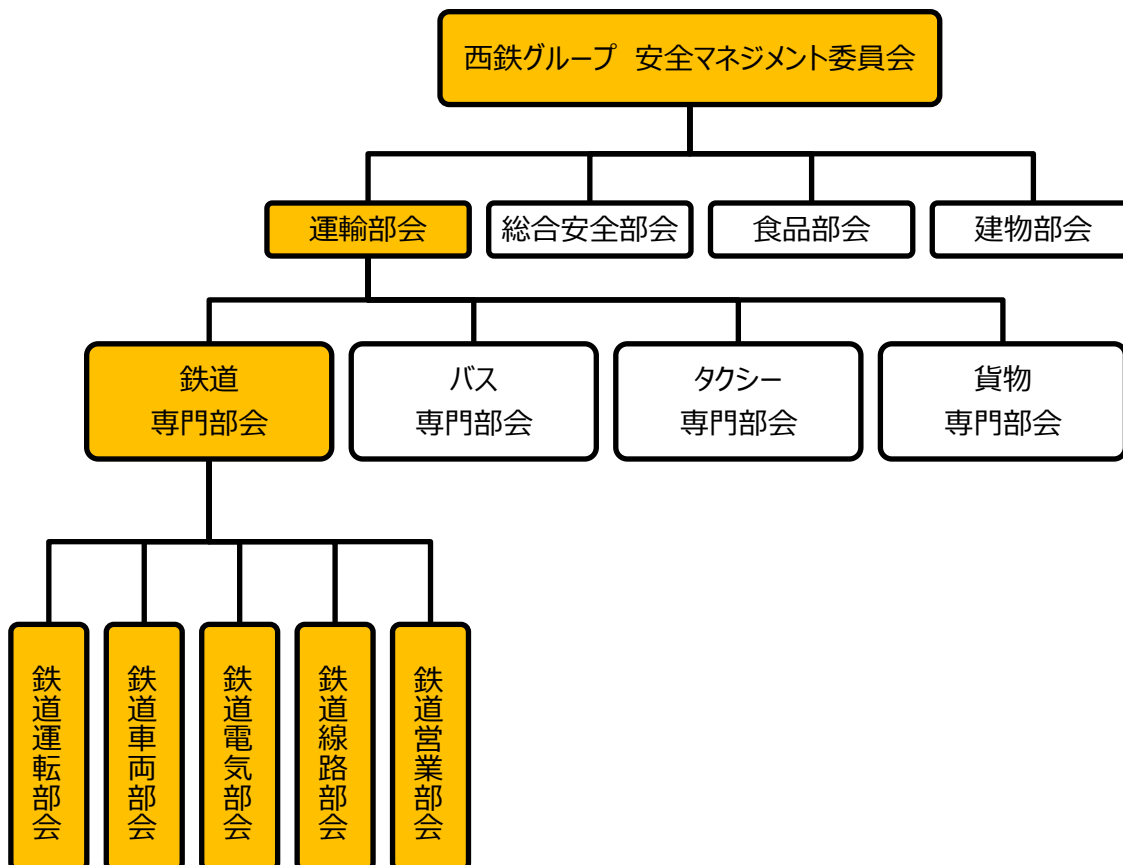 西鉄グループ 安全マネジメント委員会
運輸部会
総合安全部会
食品部会
建物部会
鉄道
専門部会
バス
専門部会
タクシー
専門部会
貨物
専門部会
鉄道運転部会
鉄道車両部会
鉄道電気部会
鉄道線路部会
鉄道営業部会